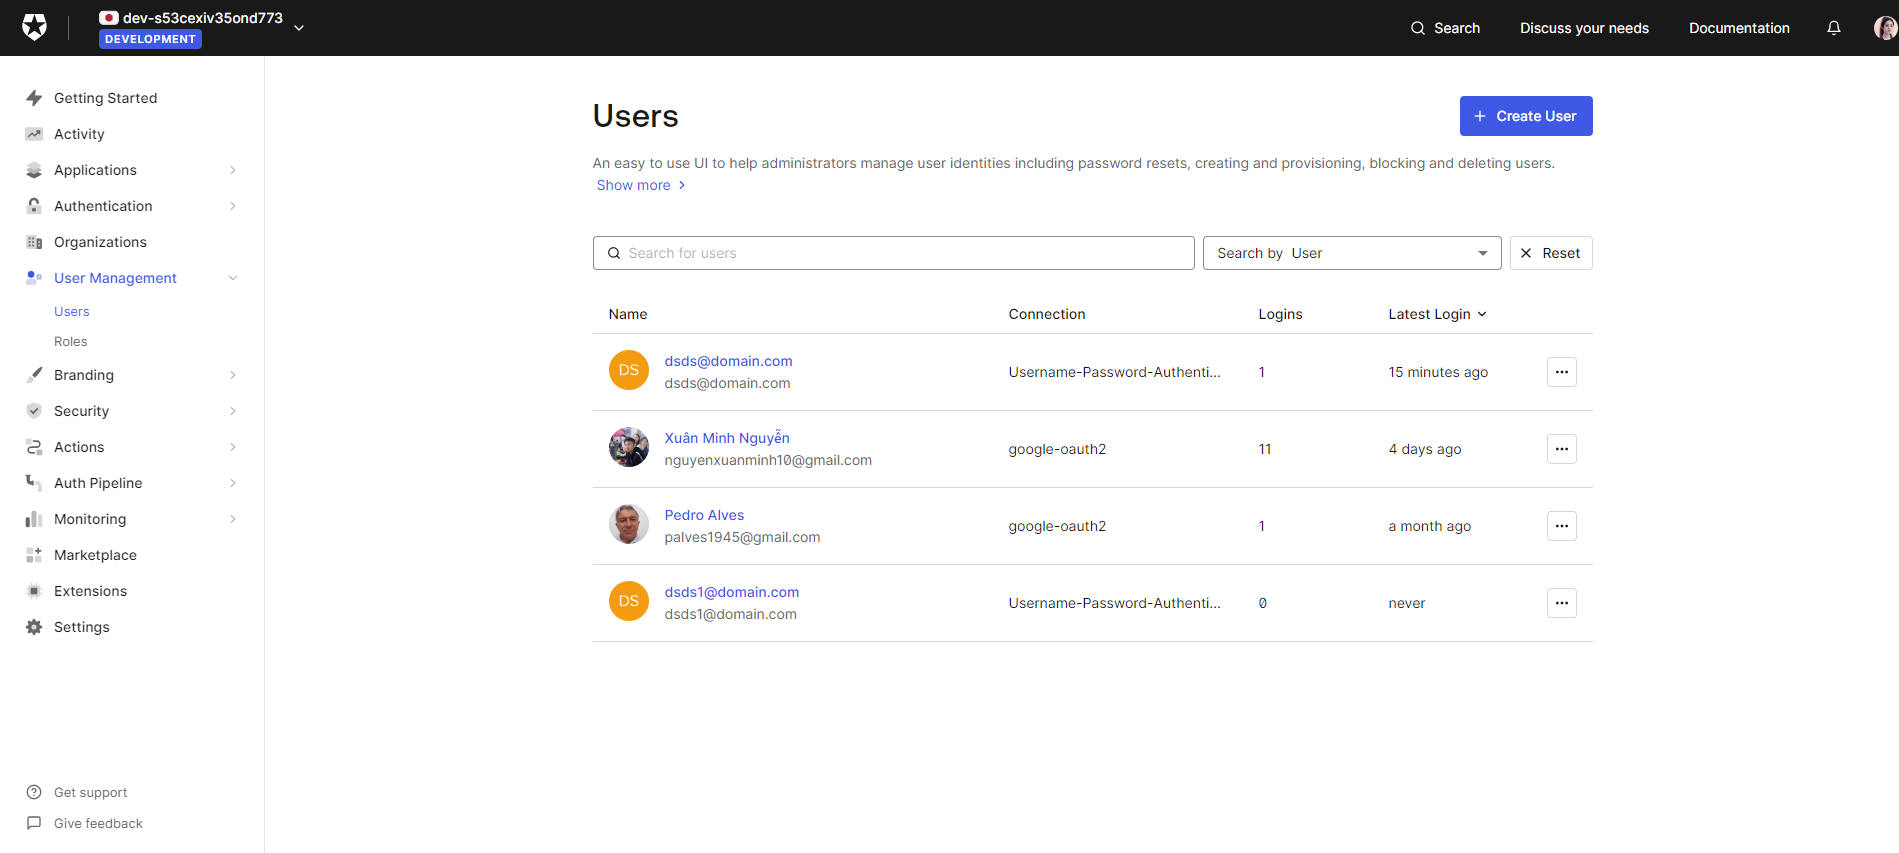 dev-s53cexiv35ond773
DEVELOPMENT
Search
Discuss your needs
Documentation
Getting Started
Activity
Applications
Authentication
Organizations
User Management
Users
Roles
Branding
Security
Actions
Auth Pipeline
Monitoring
Marketplace
Extensions
Settings
Get support
Give feedback
Users
+ Create User
An easy to use UI to help administrators manage user identities including password resets, creating and provisioning, blocking and deleting users.
Show more
Search for users
Search by User
Reset
Name Connection Logins Latest Login
DS
dsds@domain.com
dsds@domain.com
Username-Password-Authenti... 1 15 minutes ago
Xuân Minh Nguyễn
nguyenxuanminh10@gmail.com
google-oauth2 11 4 days ago
Pedro Alves
palves1945@gmail.com
google-oauth2 1 a month ago
DS
dsds1@domain.com
dsds1@domain.com
Username-Password-Authenti... 0 never